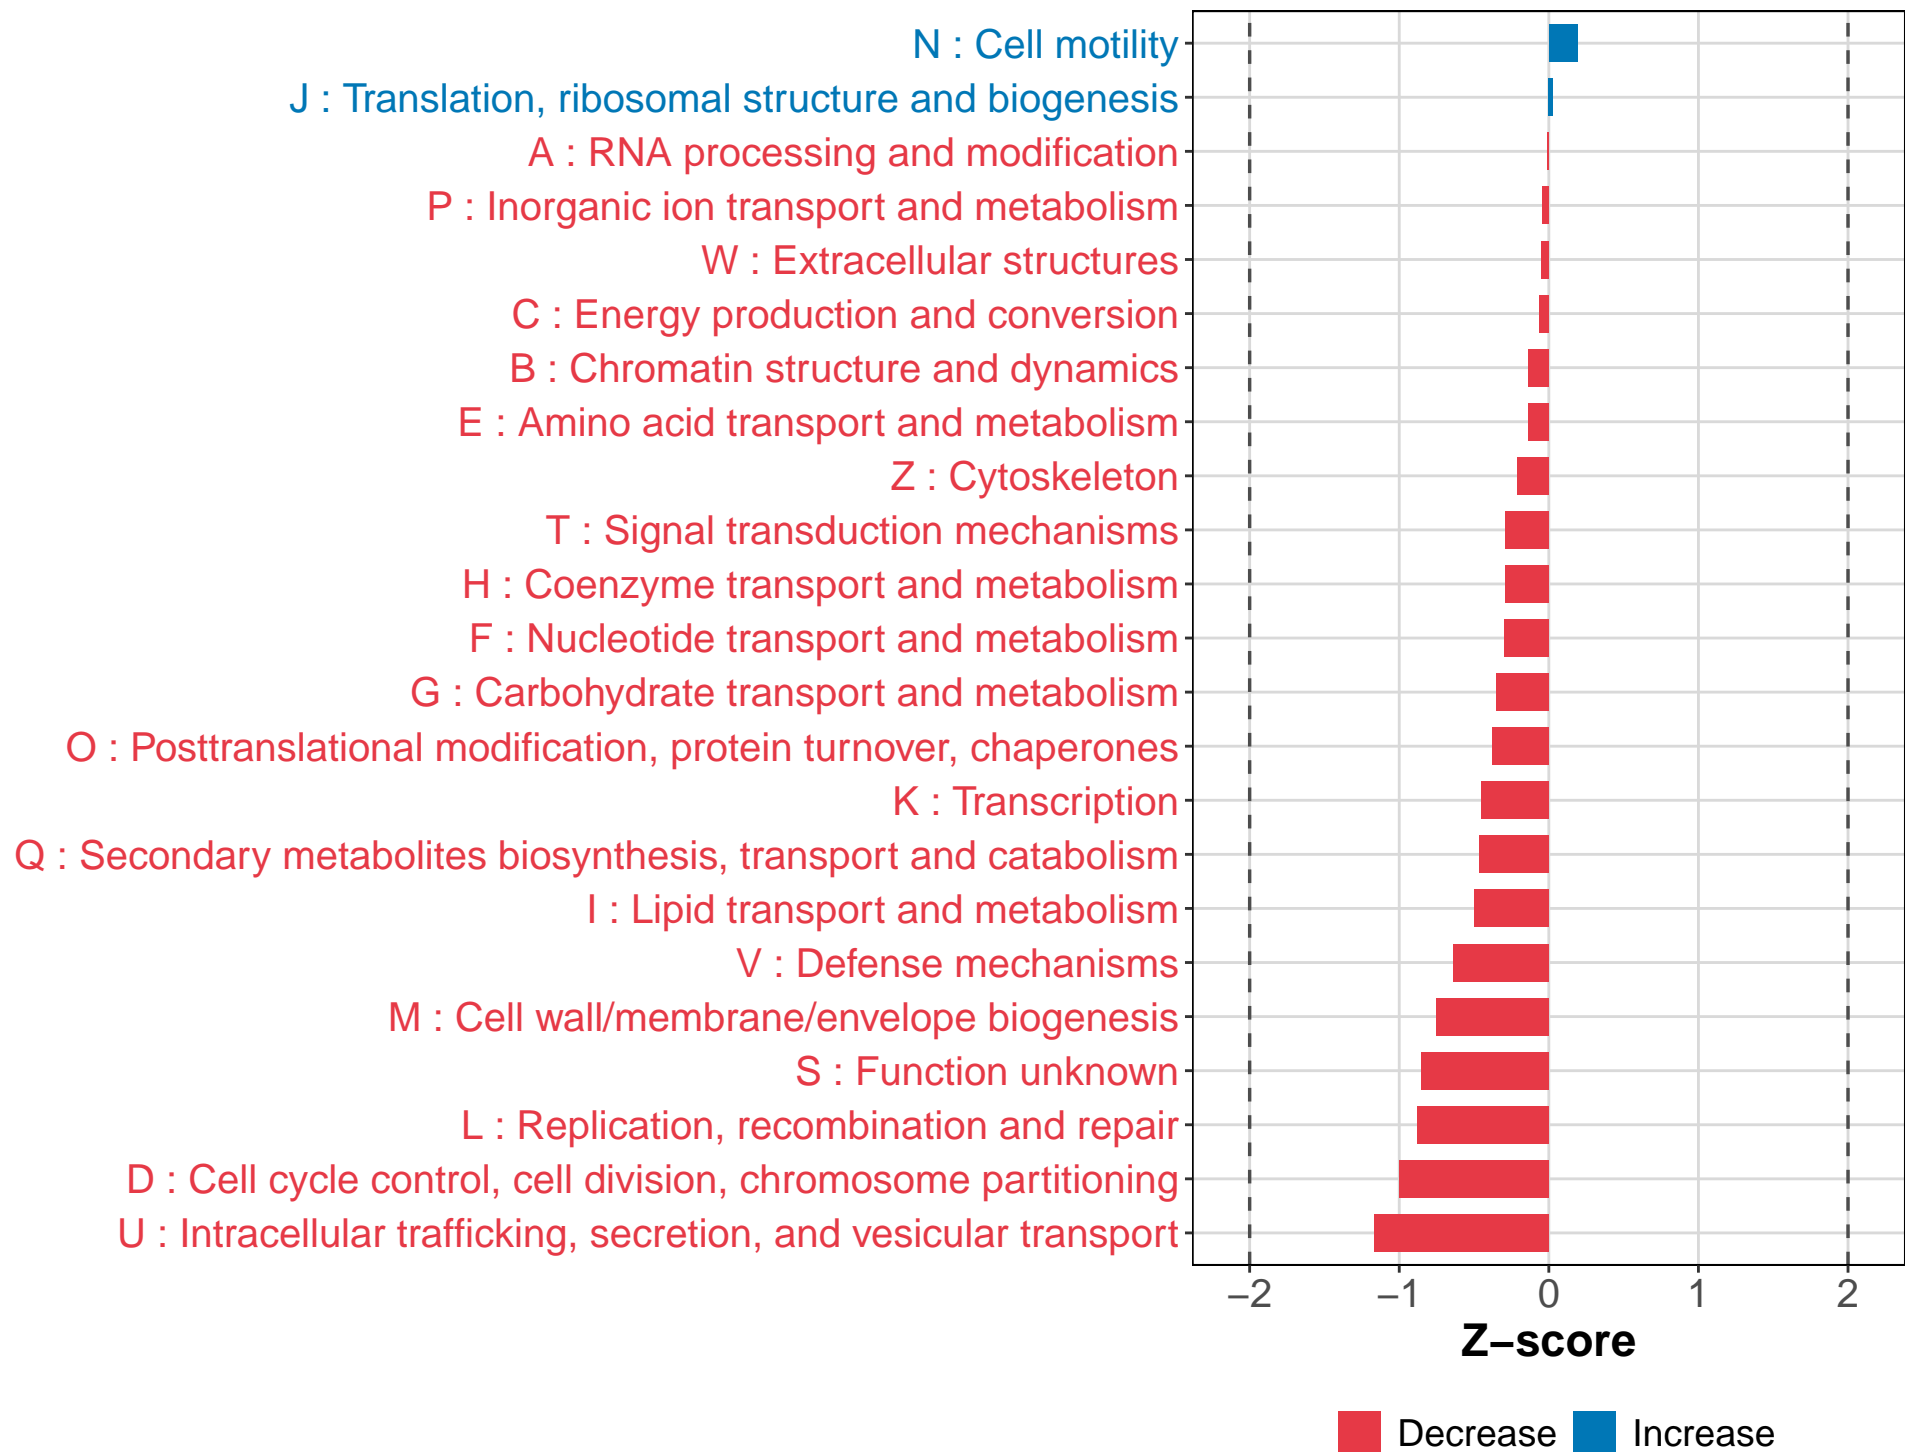 N : Cell motility
J : Translation, ribosomal structure and biogenesis
A : RNA processing and modification
P : Inorganic ion transport and metabolism
W : Extracellular structures
C : Energy production and conversion
B : Chromatin structure and dynamics
E : Amino acid transport and metabolism
Z : Cytoskeleton
T : Signal transduction mechanisms
H : Coenzyme transport and metabolism
F : Nucleotide transport and metabolism
G : Carbohydrate transport and metabolism
O : Posttranslational modification, protein turnover, chaperones
K : Transcription
Q : Secondary metabolites biosynthesis, transport and catabolism
I : Lipid transport and metabolism
V : Defense mechanisms
M : Cell wall/membrane/envelope biogenesis
S : Function unknown
L : Replication, recombination and repair
D : Cell cycle control, cell division, chromosome partitioning
U : Intracellular trafficking, secretion, and vesicular transport
−2 −1 0 1 2
Z−score
Decrease Increase